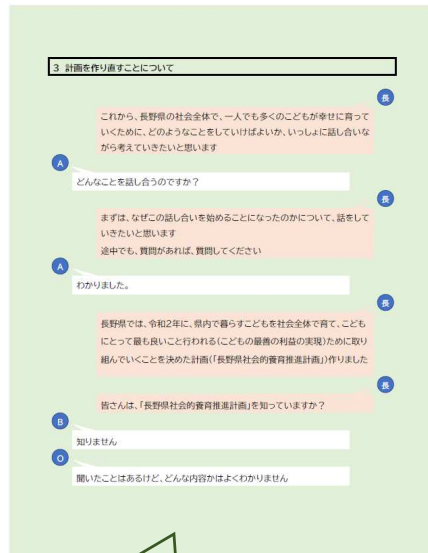 3 計画を作り直すことについて
長
これから、長野県の社会全体で、一人でも多くのこどもが幸せに育って
いくために、どのようなことをしていけばよいか、いっしょに話し合いな
がら考えていきたいと思います
A
どんなことを話し合うのですか?
長
まずは、なぜこの話し合いを始めることになったのかについて、話をして
いきたいと思います
途中でも、質問があれば、質問してください
A
わかりました。
長
長野県では、令和2年に、県内で暮らすこどもを社会全体で育て、こども
にとって最も良いこと行われる(こどもの最善の利益の実現)ために取り
組んでいくことを決めた計画(「長野県社会的養育推進計画」)作りました
長
皆さんは、「長野県社会的養育推進計画」を知っていますか?
B
知りません
O
聞いたことはあるけど、どんな内容かはよくわかりません